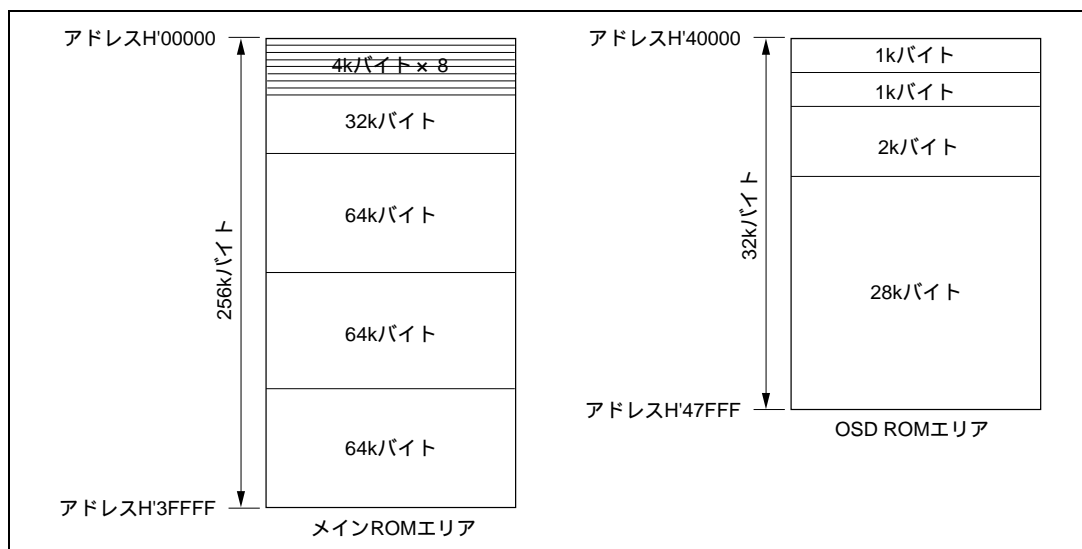 アドレスH'00000
4kバイト × 8
32kバイト
64kバイト
64kバイト
64kバイト
256kバイト
アドレスH'3FFFF
メインROMエリア
アドレスH'40000
1kバイト
1kバイト
2kバイト
28kバイト
32kバイト
アドレスH'47FFF
OSD ROMエリア